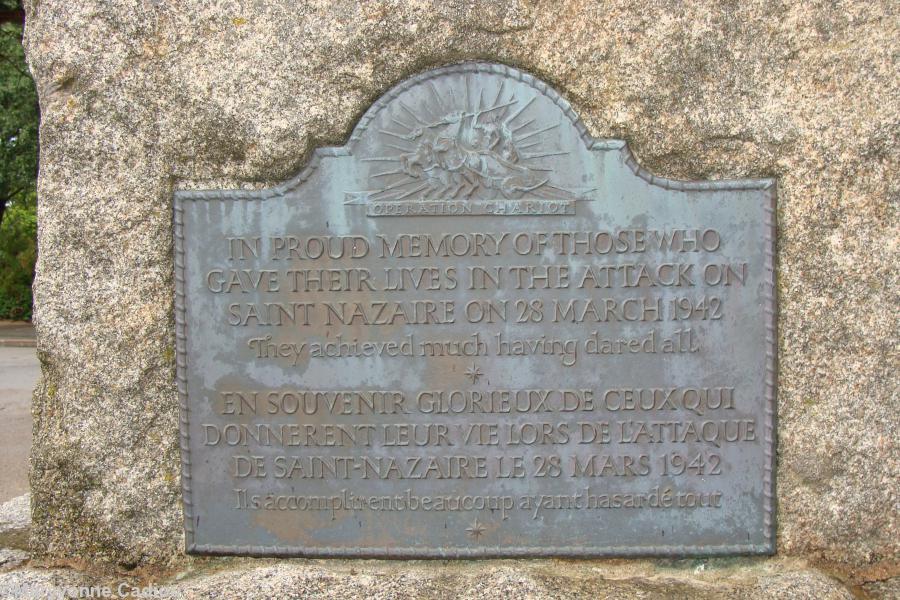 OPERATION CHARIOT
IN PROUD MEMORY OF THOSE WHO
GAVE THEIR LIVES IN THE ATTACK ON
SAINT NAZAIRE ON 28 MARCH 1942
They achieved much having dared all.
EN SOUVENIR GLORIEUX DE CEUX QUI
DONNERENT LEUR VIE LORS DE L'ATTAQUE
DE SAINT-NAZAIRE LE 28 MARS 1942
Ils accomplirent beaucoup ayant hasardé tout